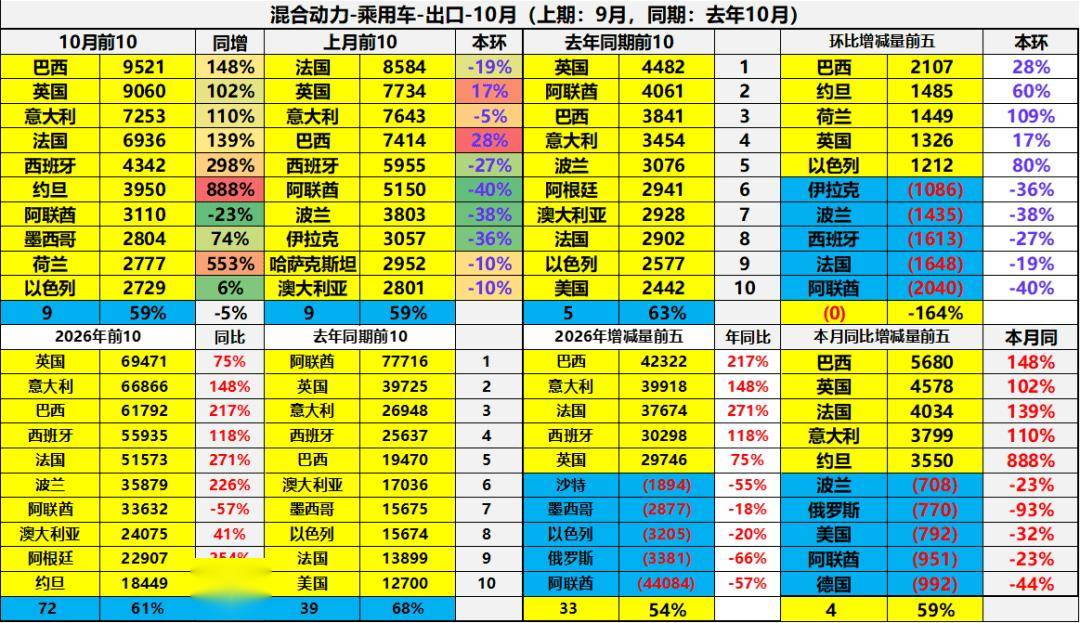 混合动力-乘用车-出口-10月（上期：9月，同期：去年10月）
10月前10 同增 上月前10 本环 去年同期前10 环比增减量前五 本环
巴西 9521 148% 法国 8584 -19% 英国 4482 1 巴西 2107 28%
英国 9060 102% 英国 7734 17% 阿联酋 4061 2 约旦 1485 60%
意大利 7253 110% 意大利 7643 -5% 巴西 3841 3 荷兰 1449 109%
法国 6936 139% 巴西 7414 28% 意大利 3454 4 英国 1326 17%
西班牙 4342 298% 西班牙 5955 -27% 波兰 3076 5 以色列 1212 80%
约旦 3950 888% 阿联酋 5150 -40% 阿根廷 2941 6 伊拉克 (1086) -36%
阿联酋 3110 -23% 波兰 3803 -38% 澳大利亚 2928 7 波兰 (1435) -38%
墨西哥 2804 74% 伊拉克 3057 -36% 法国 2902 8 西班牙 (1613) -27%
荷兰 2777 553% 哈萨克斯坦 2952 -10% 以色列 2577 9 法国 (1648) -19%
以色列 2729 6% 澳大利亚 2801 -10% 美国 2442 10 阿联酋 (2040) -40%
9 59% -5% 9 59% 5 63% (0) -164%
2026年前10 同比 去年同期前10 2026年增减量前五 年同比 本月同比增减量前五 本月同
英国 69471 75% 阿联酋 77716 1 巴西 42322 217% 巴西 5680 148%
意大利 66866 148% 英国 39725 2 意大利 39918 148% 英国 4578 102%
巴西 61792 217% 意大利 26948 3 法国 37674 271% 法国 4034 139%
西班牙 55935 118% 西班牙 25637 4 西班牙 30298 118% 意大利 3799 110%
法国 51573 271% 巴西 19470 5 英国 29746 75% 约旦 3550 888%
波兰 35879 226% 澳大利亚 17036 6 沙特 (1894) -55% 波兰 (708) -23%
阿联酋 33632 -57% 墨西哥 15675 7 墨西哥 (2877) -18% 俄罗斯 (770) -93%
澳大利亚 24075 41% 以色列 15674 8 以色列 (3205) -20% 美国 (792) -32%
阿根廷 22907 法国 13899 9 俄罗斯 (3381) -66% 阿联酋 (951) -23%
约旦 18449 美国 12700 10 阿联酋 (44084) -57% 德国 (992) -44%
72 61% 39 68% 33 54% 4 59%